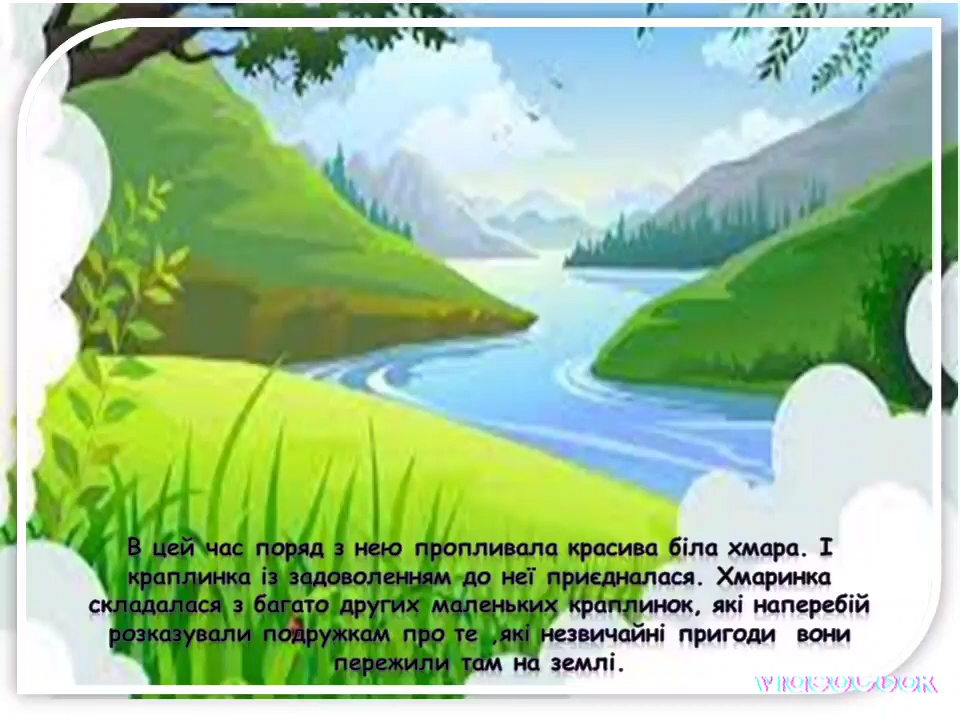 В цей час поряд з нею пропливала красива біла хмара. І
краплинка із задоволенням до неї приєдналася. Хмаринка
складалася з багато других маленьких краплинок, які наперебій
розказували подружкам про те ,які незвичайні пригоди вони
пережили там на землі.